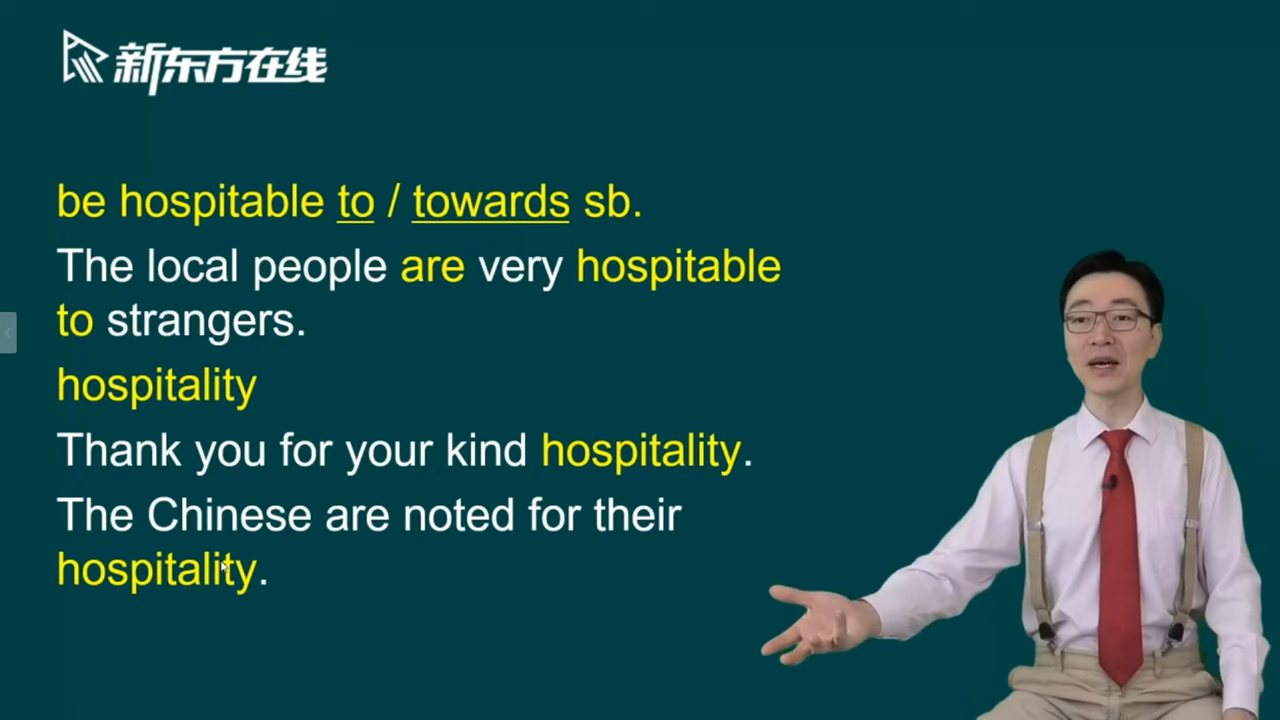 新东方在线
be hospitable to / towards sb.
The local people are very hospitable
to strangers.
hospitality
Thank you for your kind hospitality.
The Chinese are noted for their
hospitality.